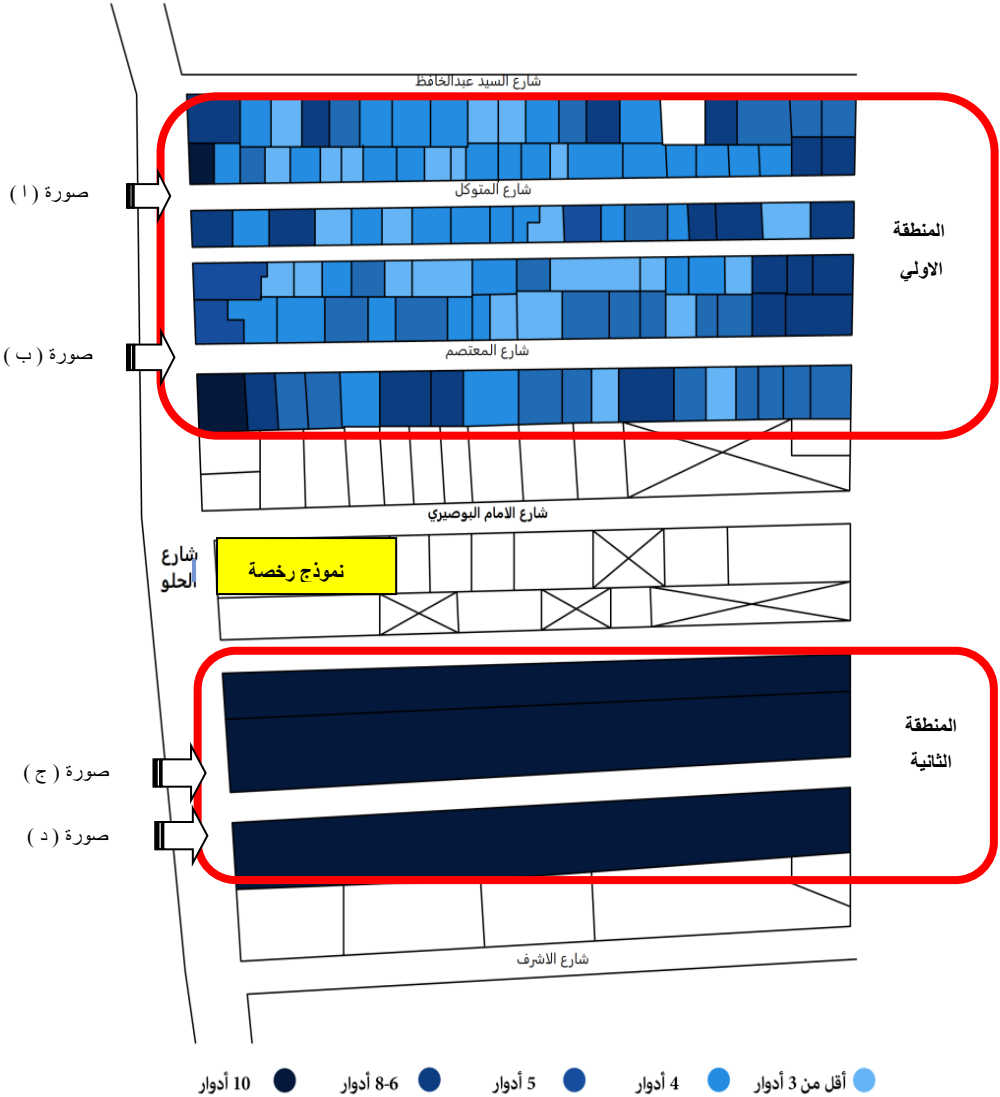 شارع السيد عبدالخافظ
صورة ( ا )
شارع المتوكل
المنطقة
الاولي
صورة ( ب )
شارع المعتصم
شارع الامام البوصيري
شارع
الحلو
نموذج رخصة
المنطقة
الثانية
صورة ( ج )
صورة ( د )
شارع الاشرف
أقل من 3 أدوار
4 أدوار
5 أدوار
8-6 أدوار
10 أدوار